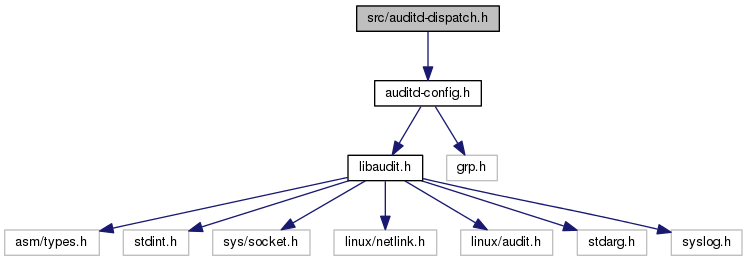 src/auditd-dispatch.h
auditd-config.h
libaudit.h
grp.h
asm/types.h
stdint.h
sys/socket.h
linux/netlink.h
linux/audit.h
stdarg.h
syslog.h